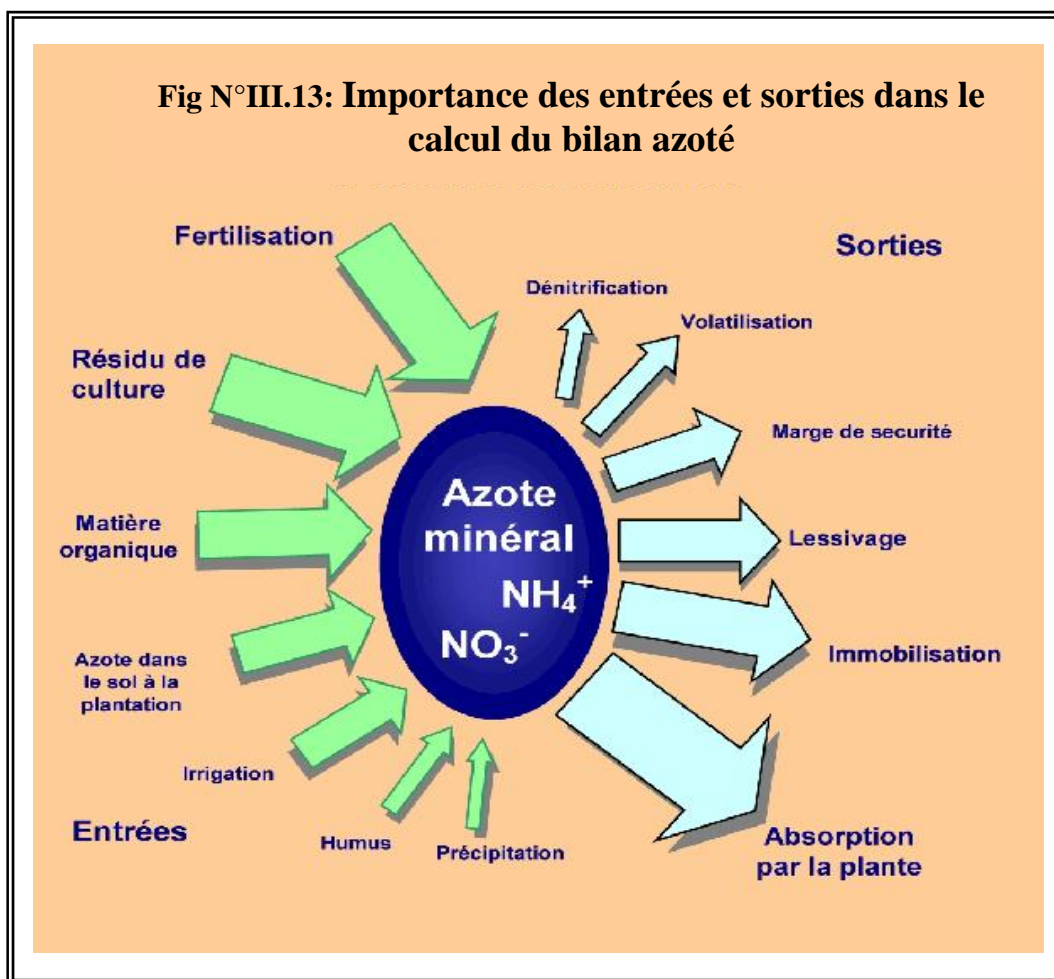 Fig N°III.13: Importance des entrées et sorties dans le
calcul du bilan azoté
Fertilisation
Sorties
Dénitrification
Volatilisation
Résidu de
culture
Marge de securité
Azote
minéral
NH₄⁺
NO₃⁻
Matière
organique
Lessivage
Azote dans
le sol à la
plantation
Immobilisation
Irrigation
Entrées
Humus
Précipitation
Absorption
par la plante